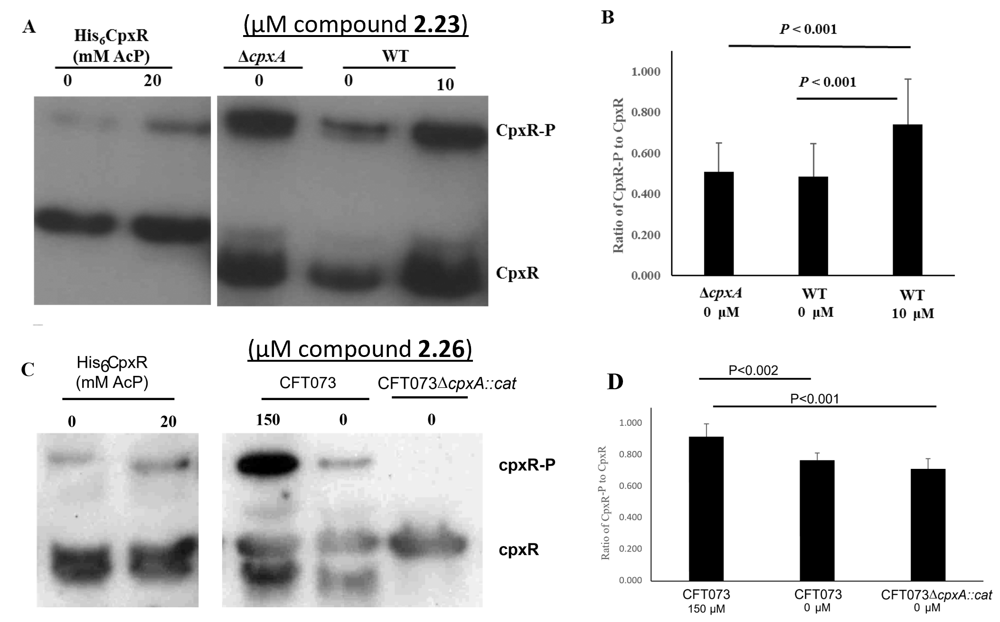 A
His6CpxR
(mM AcP)
0 20
(µM compound 2.23)
ΔcpxA WT
0 0 10
CpxR-P
CpxR
B
P < 0.001
P < 0.001
Ratio of CpxR-P to CpxR
1.000
0.800
0.600
0.400
0.200
0.000
ΔcpxA WT WT
0 µM 0 µM 10 µM
C
His6CpxR
(mM AcP)
0 20
(µM compound 2.26)
CFT073 CFT073ΔcpxA::cat
150 0 0
cpxR-P
cpxR
D
P<0.002
P<0.001
Ratio of CpxR-P to CpxR
1.000
0.800
0.600
0.400
0.200
0.000
CFT073 CFT073 CFT073ΔcpxA::cat
150 µM 0 µM 0 µM